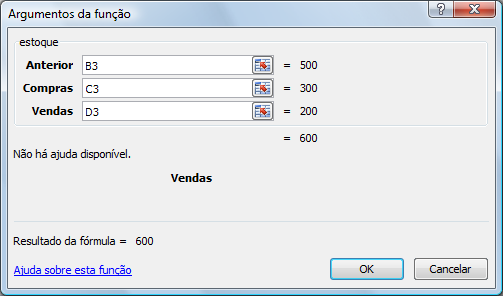 Argumentos da função
estoque
Anterior B3 = 500
Compras C3 = 300
Vendas D3 = 200
= 600
Não há ajuda disponível.
Vendas
Resultado da fórmula = 600
Ajuda sobre esta função OK Cancelar